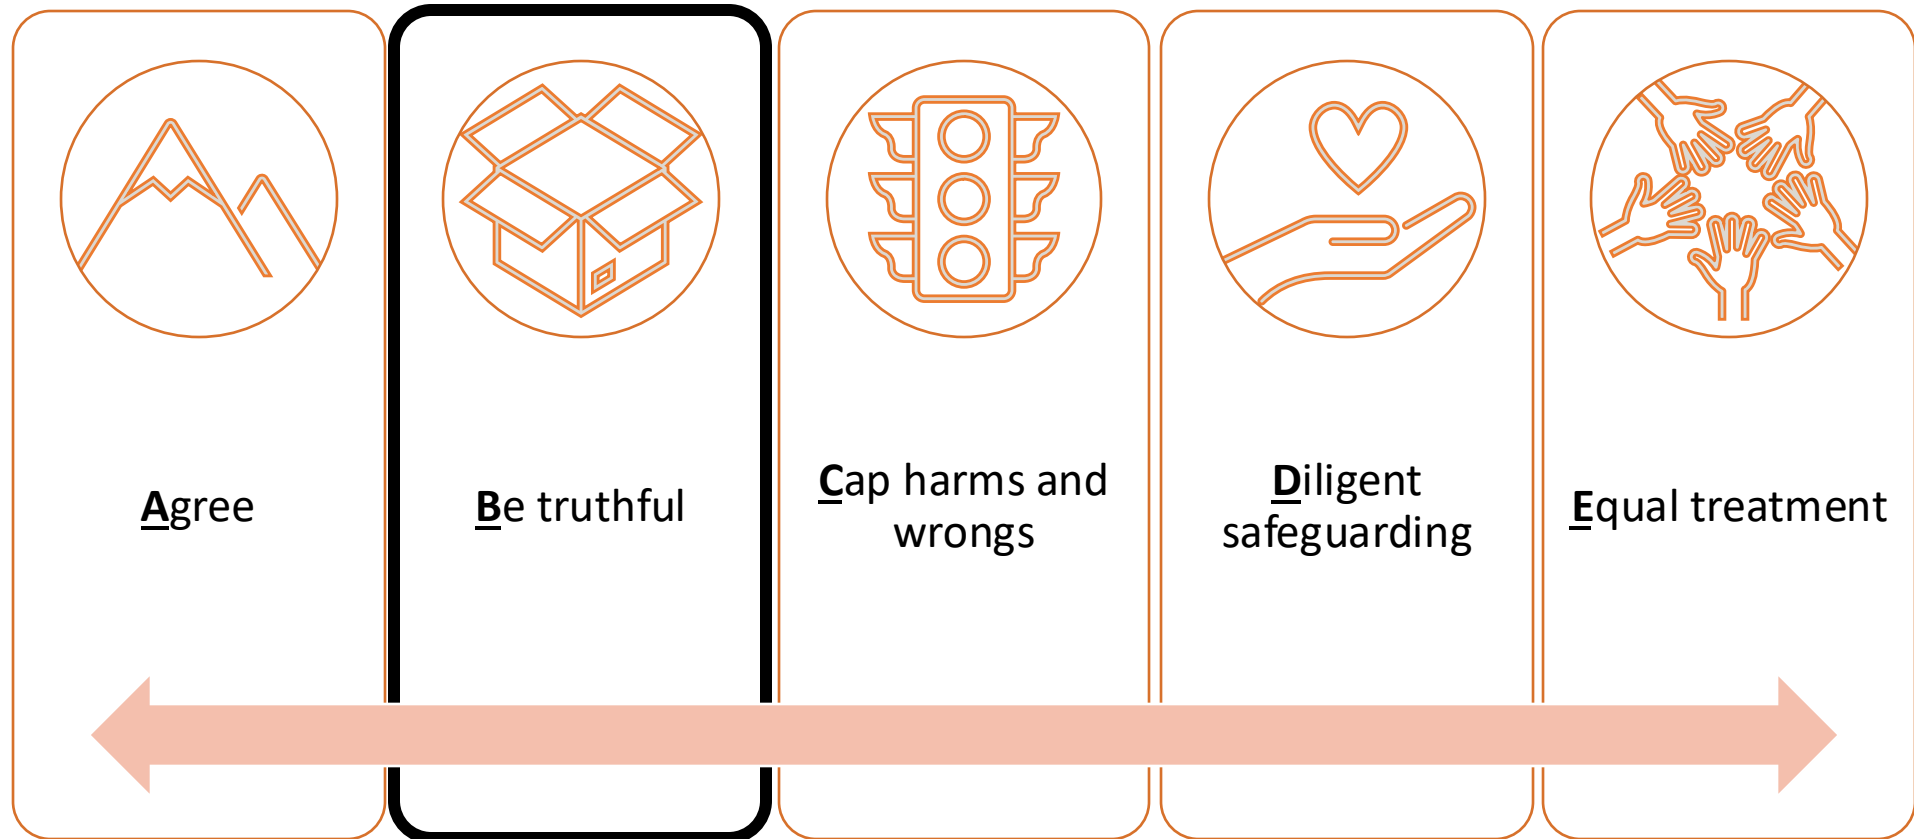 Agree
Be truthful
Cap harms and
wrongs
Diligent
safeguarding
Equal treatment